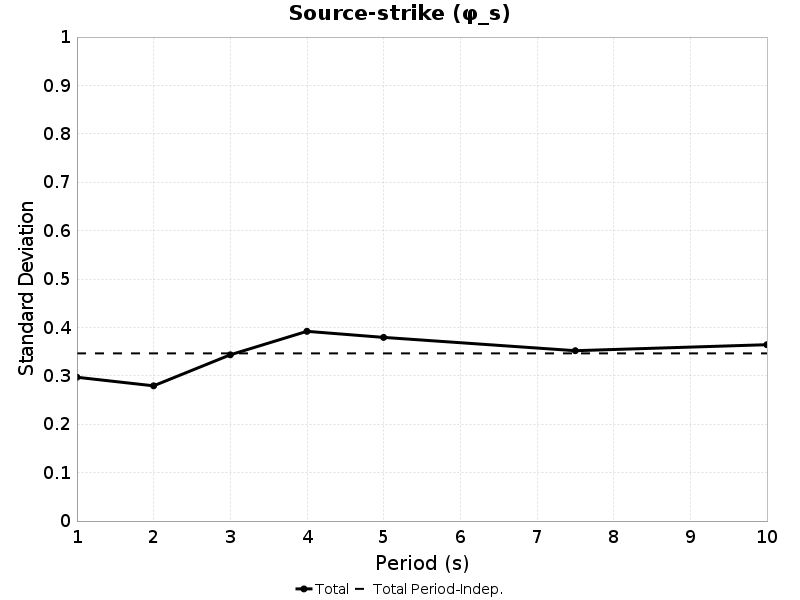 Source-strike (φ_s)
1
0.9
0.8
0.7
0.6
0.5
0.4
0.3
0.2
0.1
0
Standard Deviation
1 2 3 4 5 6 7 8 9 10
Period (s)
Total Total Period-Indep.